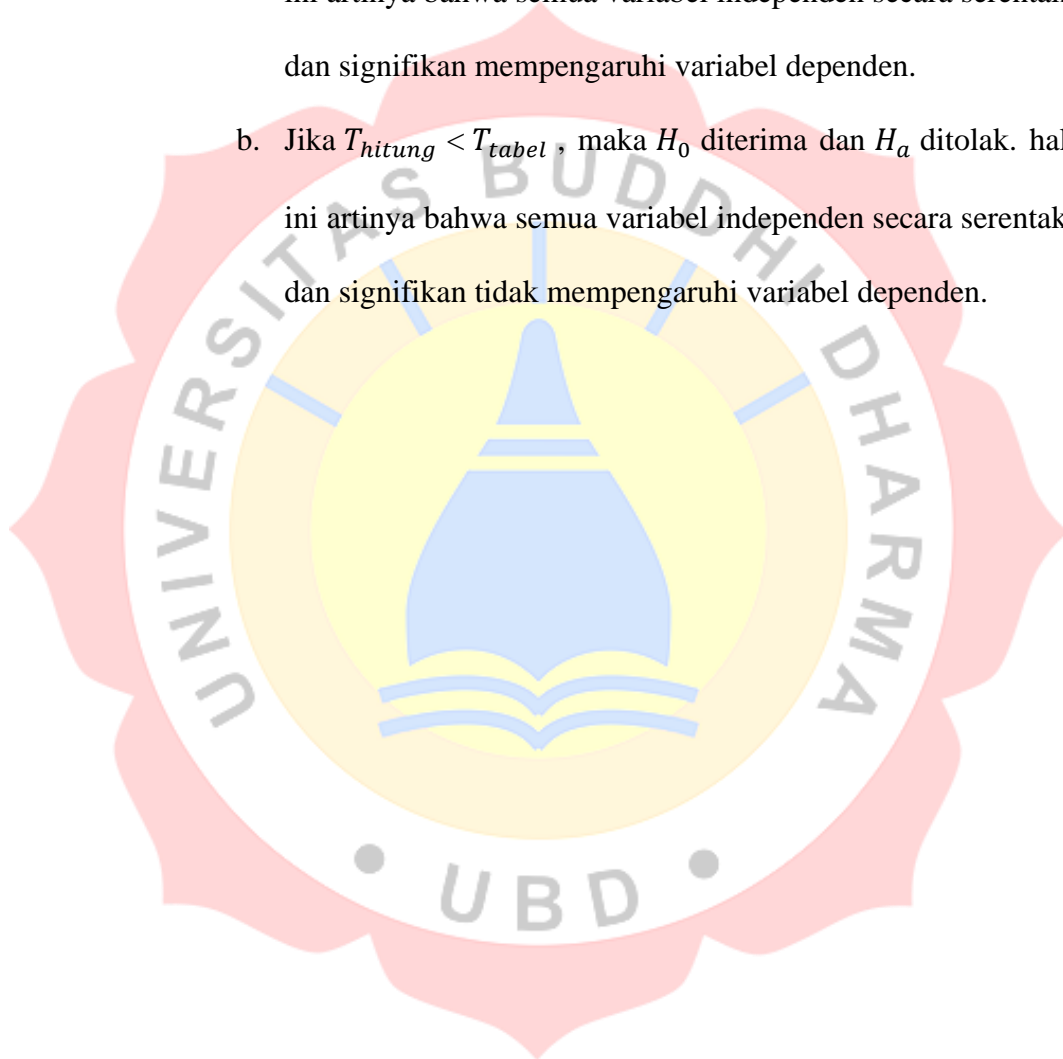 ini artinya bahwa semua variabel independen secara serentak
dan signifikan mempengaruhi variabel dependen.
b. Jika T_hitung < T_tabel , maka H_0 diterima dan H_a ditolak. hal
ini artinya bahwa semua variabel independen secara serentak
dan signifikan tidak mempengaruhi variabel dependen.
UNIVERSITAS BUDDHI DHARMA
• UBD •